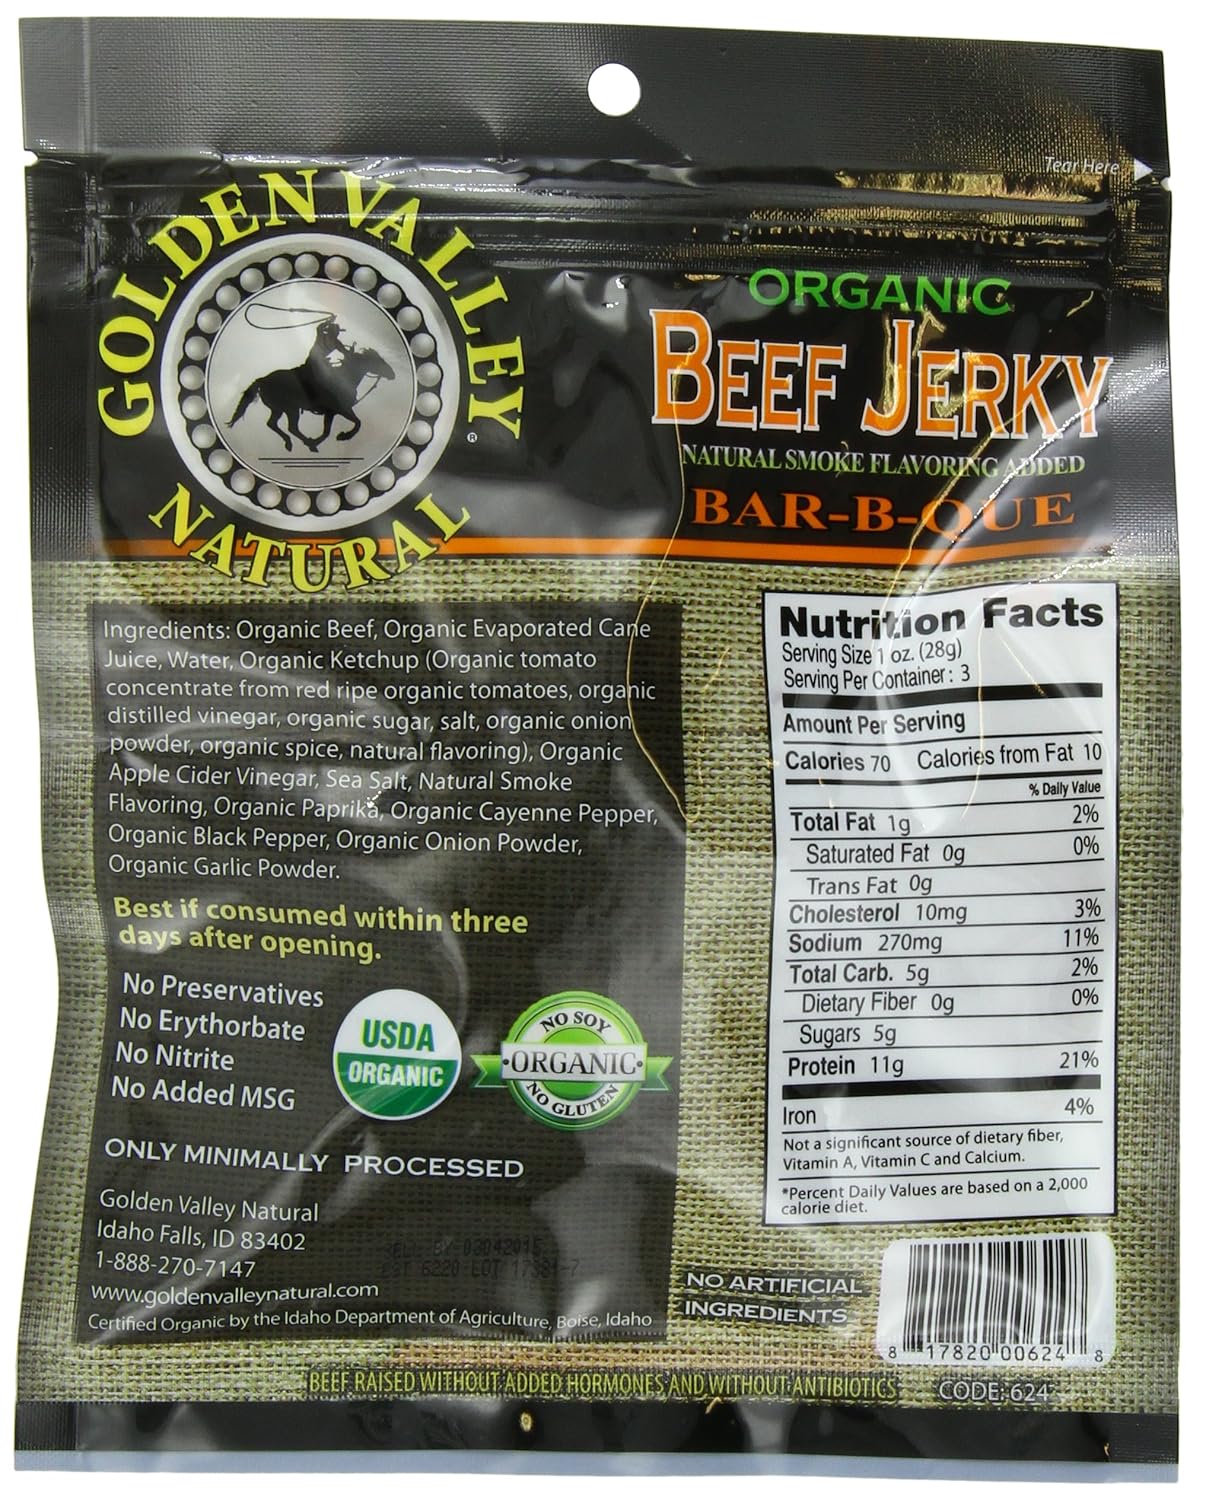 Tear Here
GOLDEN VALLEY
NATURAL
®
ORGANIC
BEEF JERKY
NATURAL SMOKE FLAVORING ADDED
BAR-B-QUE
Ingredients: Organic Beef, Organic Evaporated Cane
Juice, Water, Organic Ketchup (Organic tomato
concentrate from red ripe organic tomatoes, organic
distilled vinegar, organic sugar, salt, organic onion
powder, organic spice, natural flavoring), Organic
Apple Cider Vinegar, Sea Salt, Natural Smoke
Flavoring, Organic Paprika, Organic Cayenne Pepper,
Organic Black Pepper, Organic Onion Powder,
Organic Garlic Powder.
Best if consumed within three
days after opening.
No Preservatives
No Erythorbate
No Nitrite
No Added MSG
USDA
ORGANIC
NO SOY
·ORGANIC·
NO GLUTEN
ONLY MINIMALLY PROCESSED
Golden Valley Natural
Idaho Falls, ID 83402
1-888-270-7147
www.goldenvalleynatural.com
Certified Organic by the Idaho Department of Agriculture, Boise, Idaho
SELL BY 03042015
EST 6220 LOT
Nutrition Facts
Serving Size 1 oz. (28g)
Serving Per Container: 3
Amount Per Serving
Calories 70 Calories from Fat 10
% Daily Value
Total Fat 1g 2%
Saturated Fat 0g 0%
Trans Fat 0g
Cholesterol 10mg 3%
Sodium 270mg 11%
Total Carb. 5g 2%
Dietary Fiber 0g 0%
Sugars 5g
Protein 11g 21%
Iron 4%
Not a significant source of dietary fiber,
Vitamin A, Vitamin C and Calcium.
*Percent Daily Values are based on a 2,000
calorie diet.
NO ARTIFICIAL
INGREDIENTS
8 17820 00624 8
BEEF RAISED WITHOUT ADDED HORMONES AND WITHOUT ANTIBIOTICS
CODE: 624